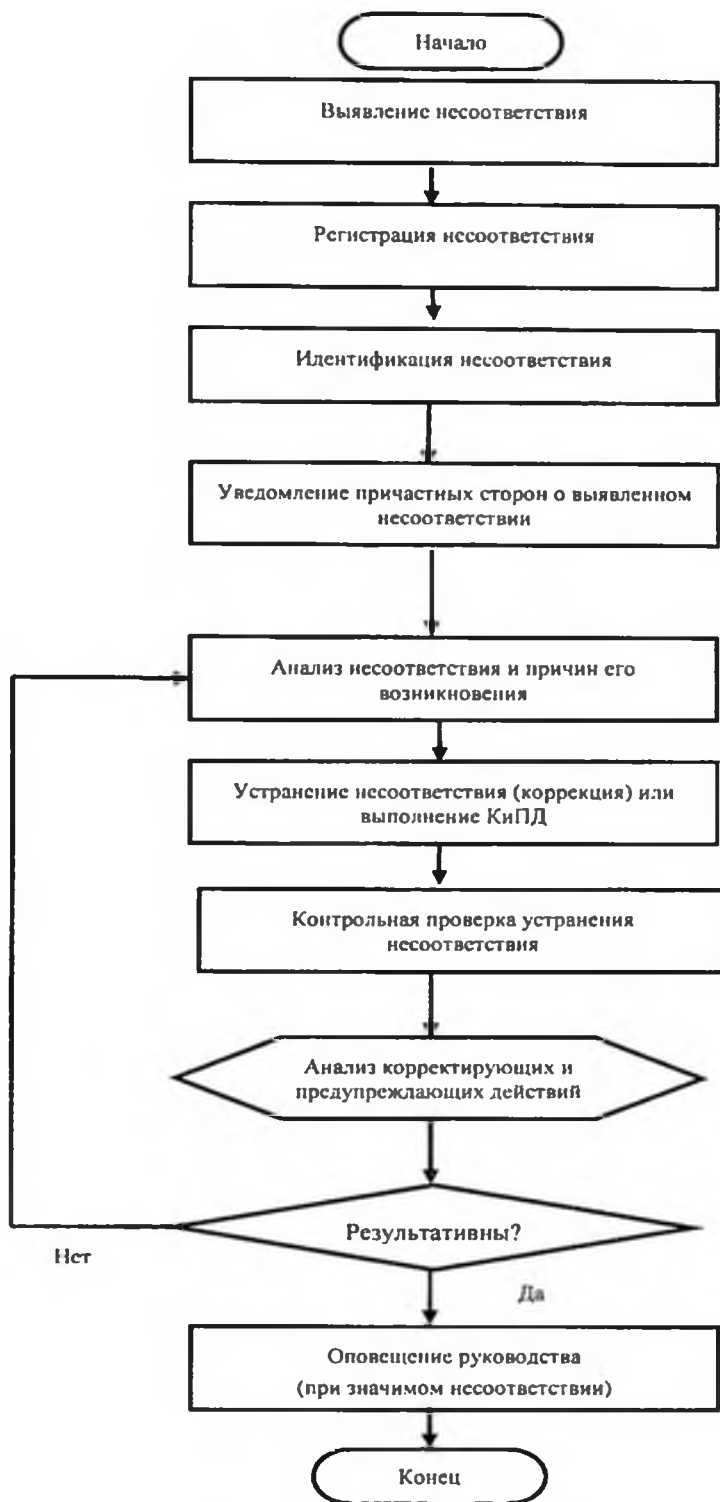 Начало
Выявление несоответствия
Регистрация несоответствия
Идентификация несоответствия
Уведомление причастных сторон о выявленном
несоответствии
Анализ несоответствия и причин его
возникновения
Устранение несоответствия (коррекция) или
выполнение КиПД
Контрольная проверка устранения
несоответствия
Анализ корректирующих и
предупреждающих действий
Результативны?
Нет
Да
Оповещение руководства
(при значимом несоответствии)
Конец